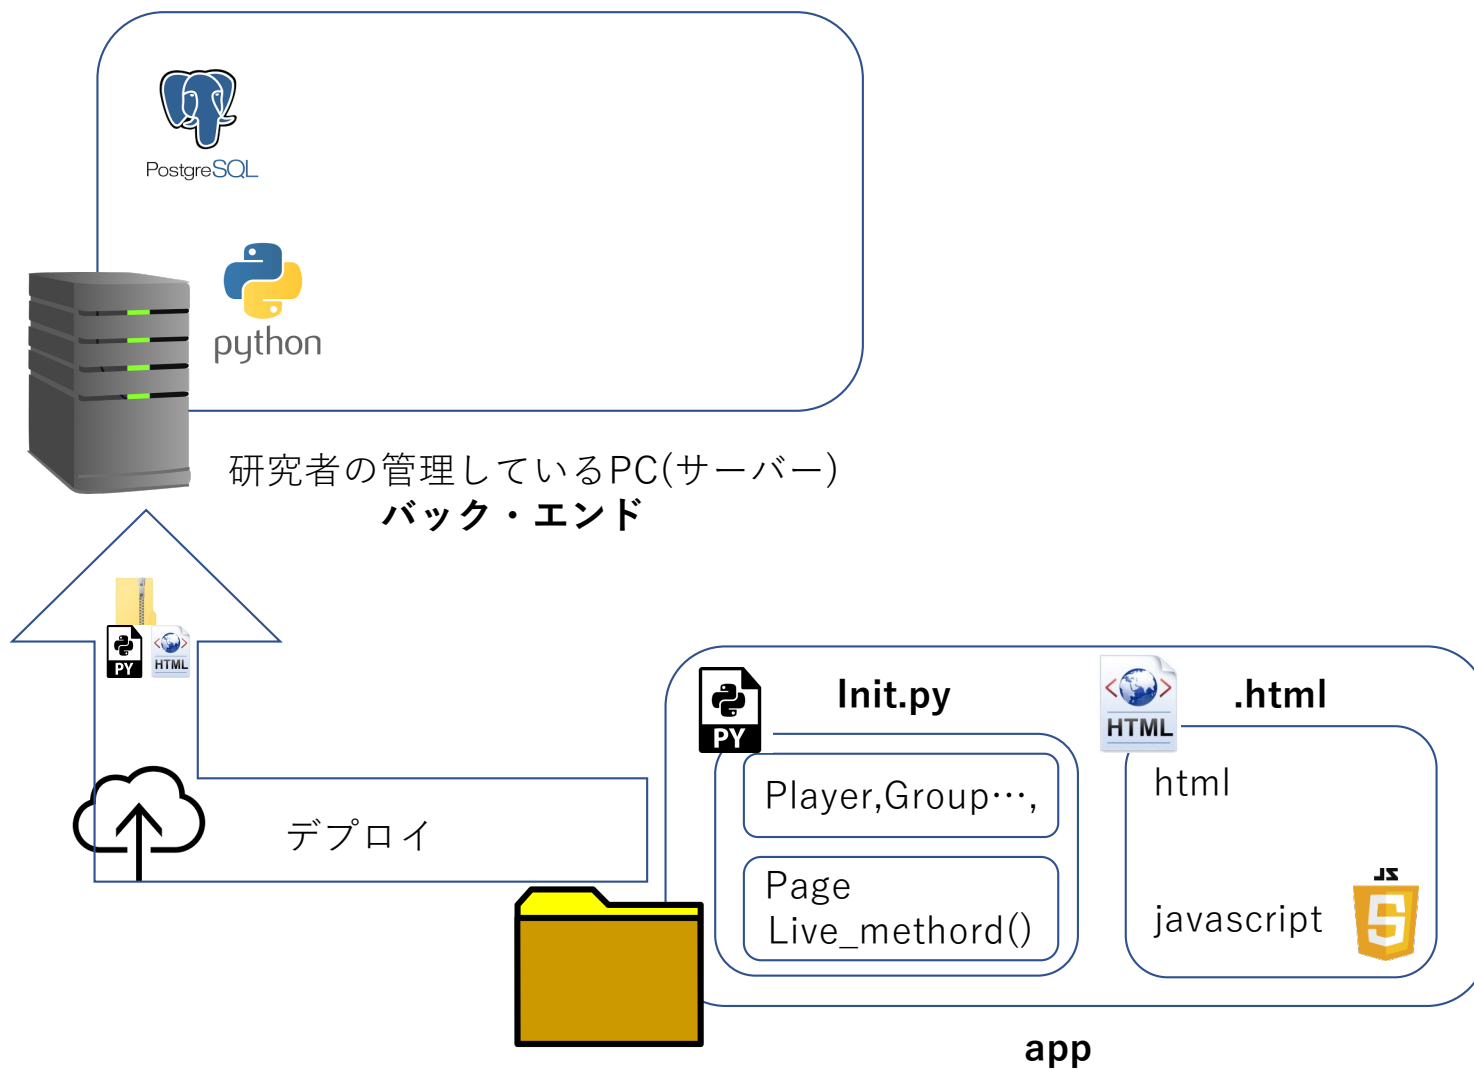 PostgreSQL
python
研究者の管理しているPC(サーバー)
バック・エンド
PY
HTML
デプロイ
PY
Init.py
Player,Group…,
Page
Live_methord()
HTML
.html
html
JS
javascript
app